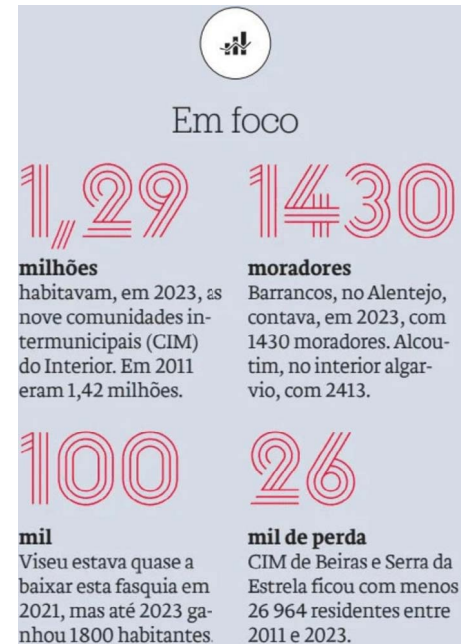 Em foco
1,29
milhões
habitavam, em 2023, as
nove comunidades in-
termunicipais (CIM)
do Interior. Em 2011
eram 1,42 milhões.
1430
moradores
Barrancos, no Alentejo,
contava, em 2023, com
1430 moradores. Alcou-
tim, no interior algar-
vio, com 2413.
100
mil
Viseu estava quase a
baixar esta fasquia em
2021, mas até 2023 ga-
nhou 1800 habitantes.
26
mil de perda
CIM de Beiras e Serra da
Estrela ficou com menos
26 964 residentes entre
2011 e 2023.